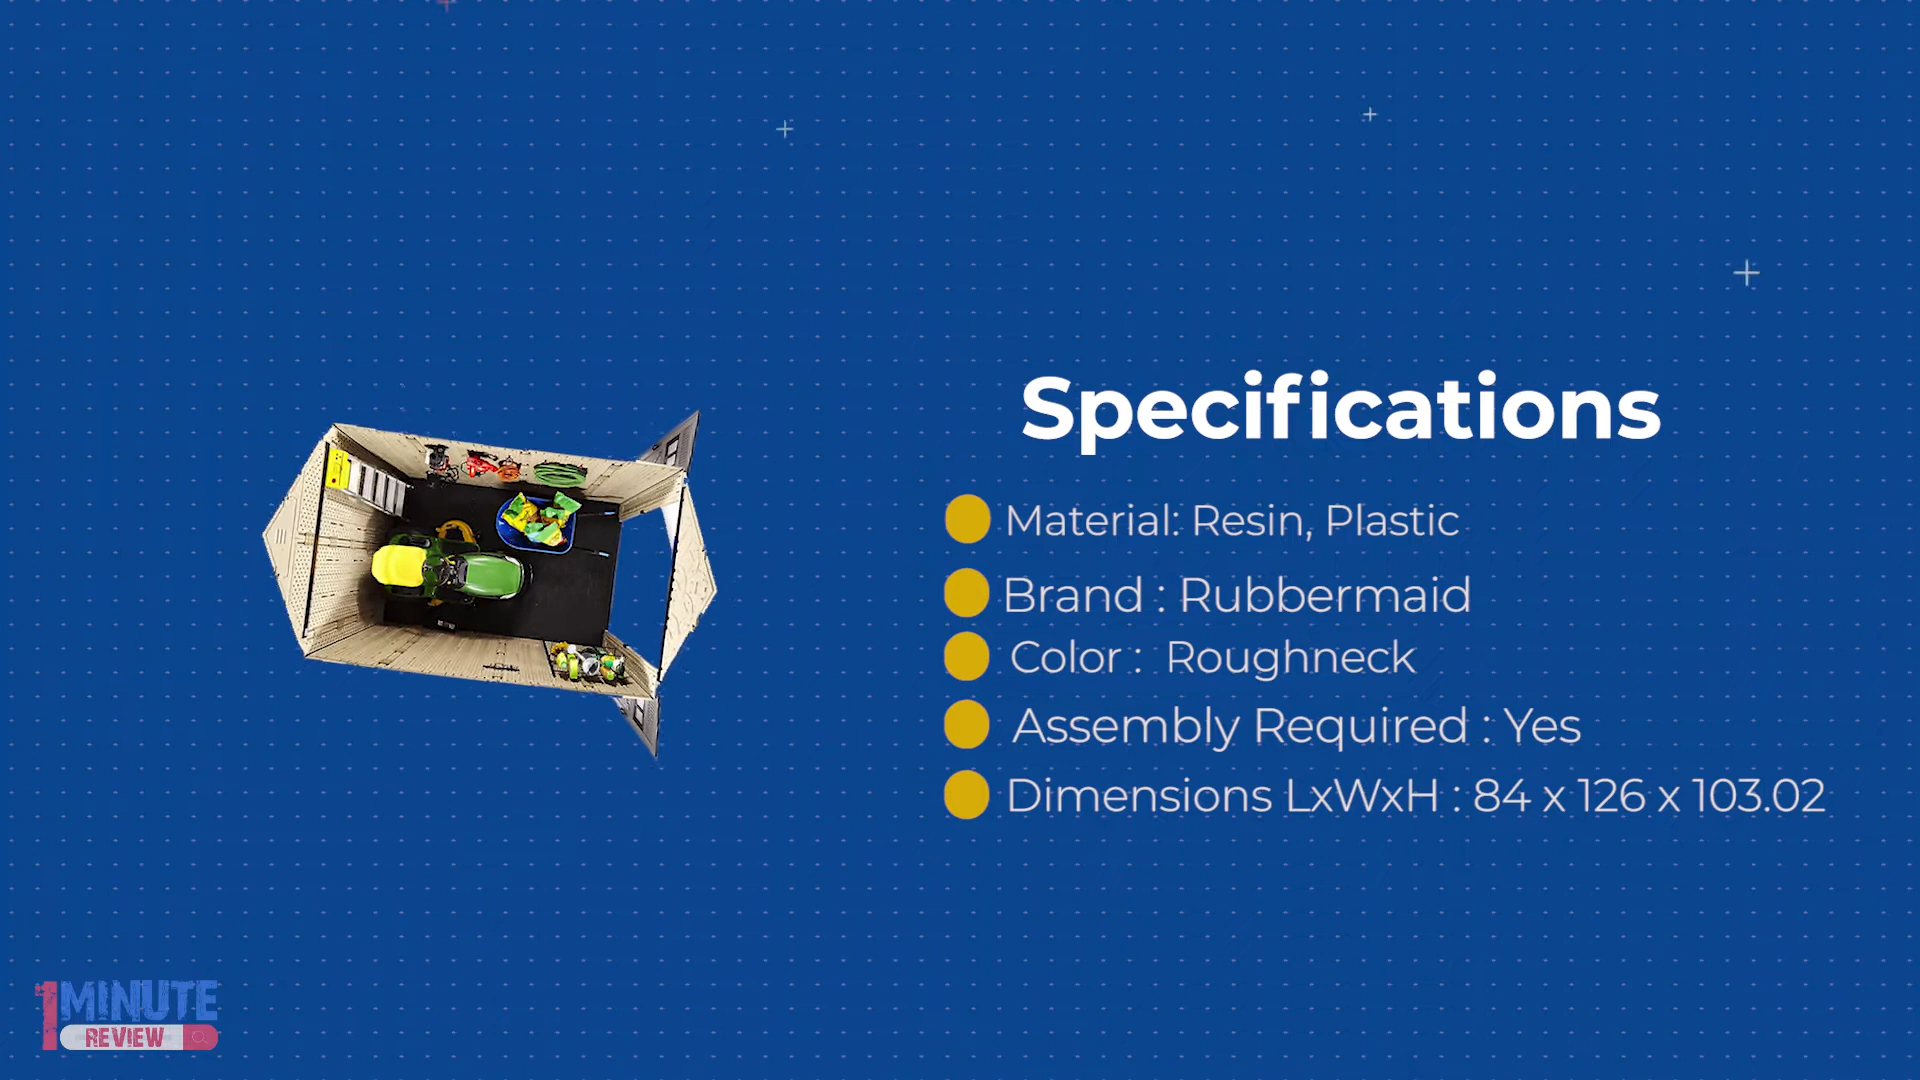 Specifications
Material: Resin, Plastic
Brand : Rubbermaid
Color : Roughneck
Assembly Required : Yes
Dimensions LxWxH : 84 x 126 x 103.02
1MINUTE
REVIEW